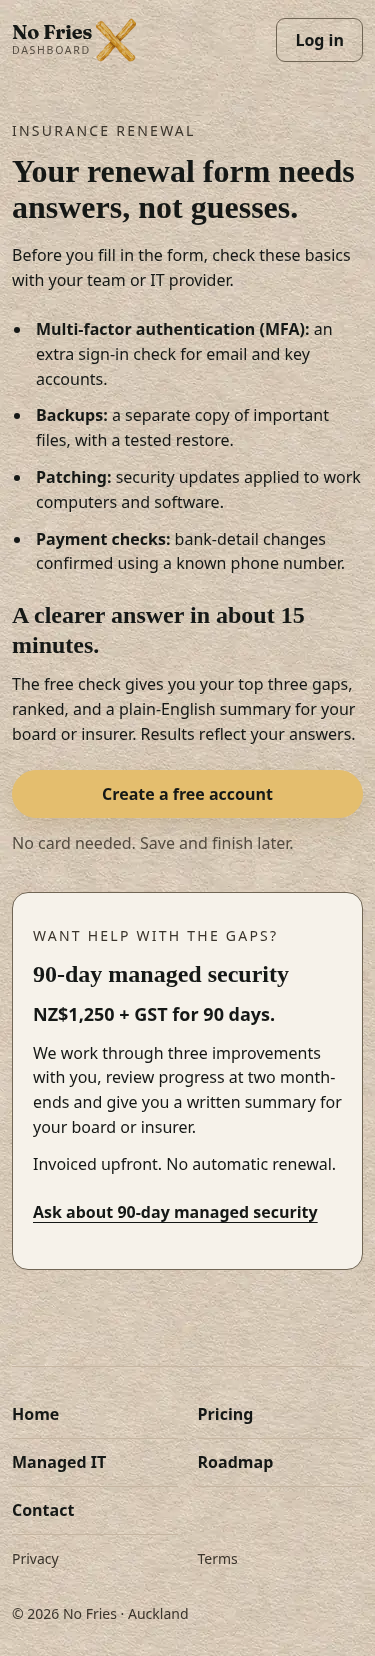 No Fries
DASHBOARD
Log in
INSURANCE RENEWAL
Your renewal form needs
answers, not guesses.
Before you fill in the form, check these basics
with your team or IT provider.
• Multi-factor authentication (MFA): an
extra sign-in check for email and key
accounts.
• Backups: a separate copy of important
files, with a tested restore.
• Patching: security updates applied to work
computers and software.
• Payment checks: bank-detail changes
confirmed using a known phone number.
A clearer answer in about 15
minutes.
The free check gives you your top three gaps,
ranked, and a plain-English summary for your
board or insurer. Results reflect your answers.
Create a free account
No card needed. Save and finish later.
WANT HELP WITH THE GAPS?
90-day managed security
NZ$1,250 + GST for 90 days.
We work through three improvements
with you, review progress at two month-
ends and give you a written summary for
your board or insurer.
Invoiced upfront. No automatic renewal.
Ask about 90-day managed security
Home
Pricing
Managed IT
Roadmap
Contact
Privacy
Terms
© 2026 No Fries · Auckland